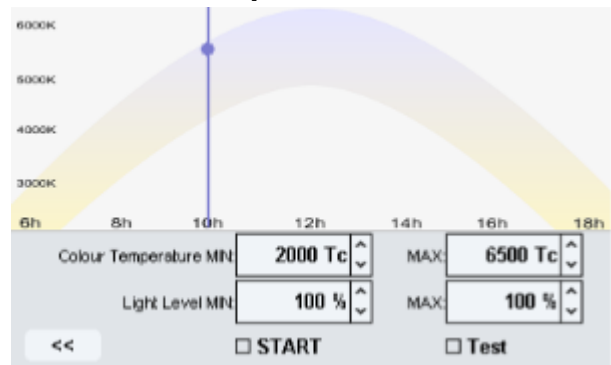 6000K
5000K
4000K
3000K
6h 8h 10h 12h 14h 16h 18h
Colour Temperature MIN: 2000 Tc MAX: 6500 Tc
Light Level MIN: 100 % MAX: 100 %
<< START Test